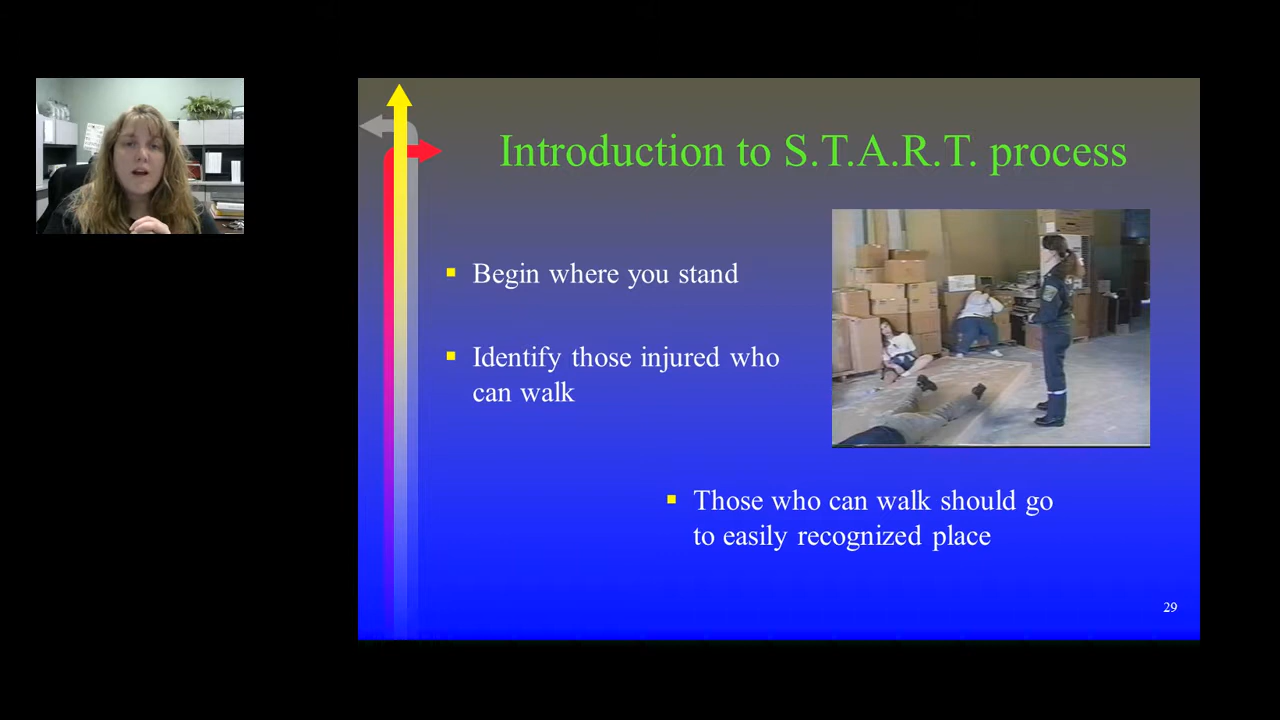 Introduction to S.T.A.R.T. process
Begin where you stand
Identify those injured who
can walk
Those who can walk should go
to easily recognized place
29